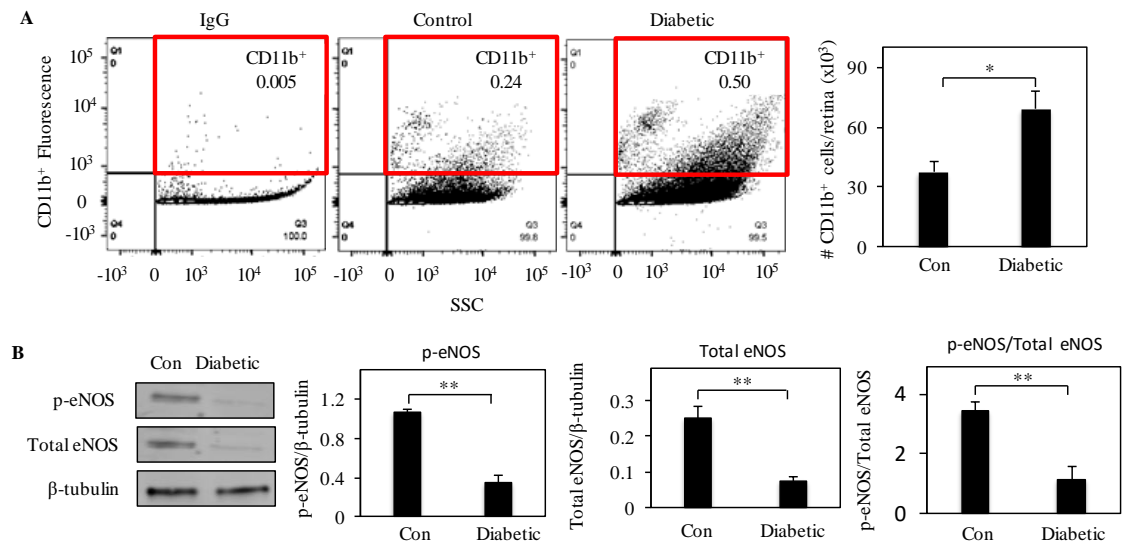 A
IgG
Control
Diabetic
CD11b⁺ Fluorescence
10⁵
10⁴
10³
0
-10³
Q1
0
CD11b⁺
0.005
Q4
0
Q3
100.0
Q1
0
CD11b⁺
0.24
Q4
0
Q3
99.8
Q1
0
CD11b⁺
0.50
Q4
0
Q3
99.5
-10³ 0 10³ 10⁴ 10⁵
-10³ 0 10³ 10⁴ 10⁵
-10³ 0 10³ 10⁴ 10⁵
SSC
# CD11b⁺ cells/retina (x10³)
90
60
30
0
*
Con Diabetic
B
Con Diabetic
p-eNOS
Total eNOS
β-tubulin
p-eNOS
p-eNOS/β-tubulin
1.2
0.8
0.4
0
**
Con Diabetic
Total eNOS
Total eNOS/β-tubulin
0.3
0.2
0.1
0
**
Con Diabetic
p-eNOS/Total eNOS
p-eNOS/Total eNOS
4
2
0
**
Con Diabetic